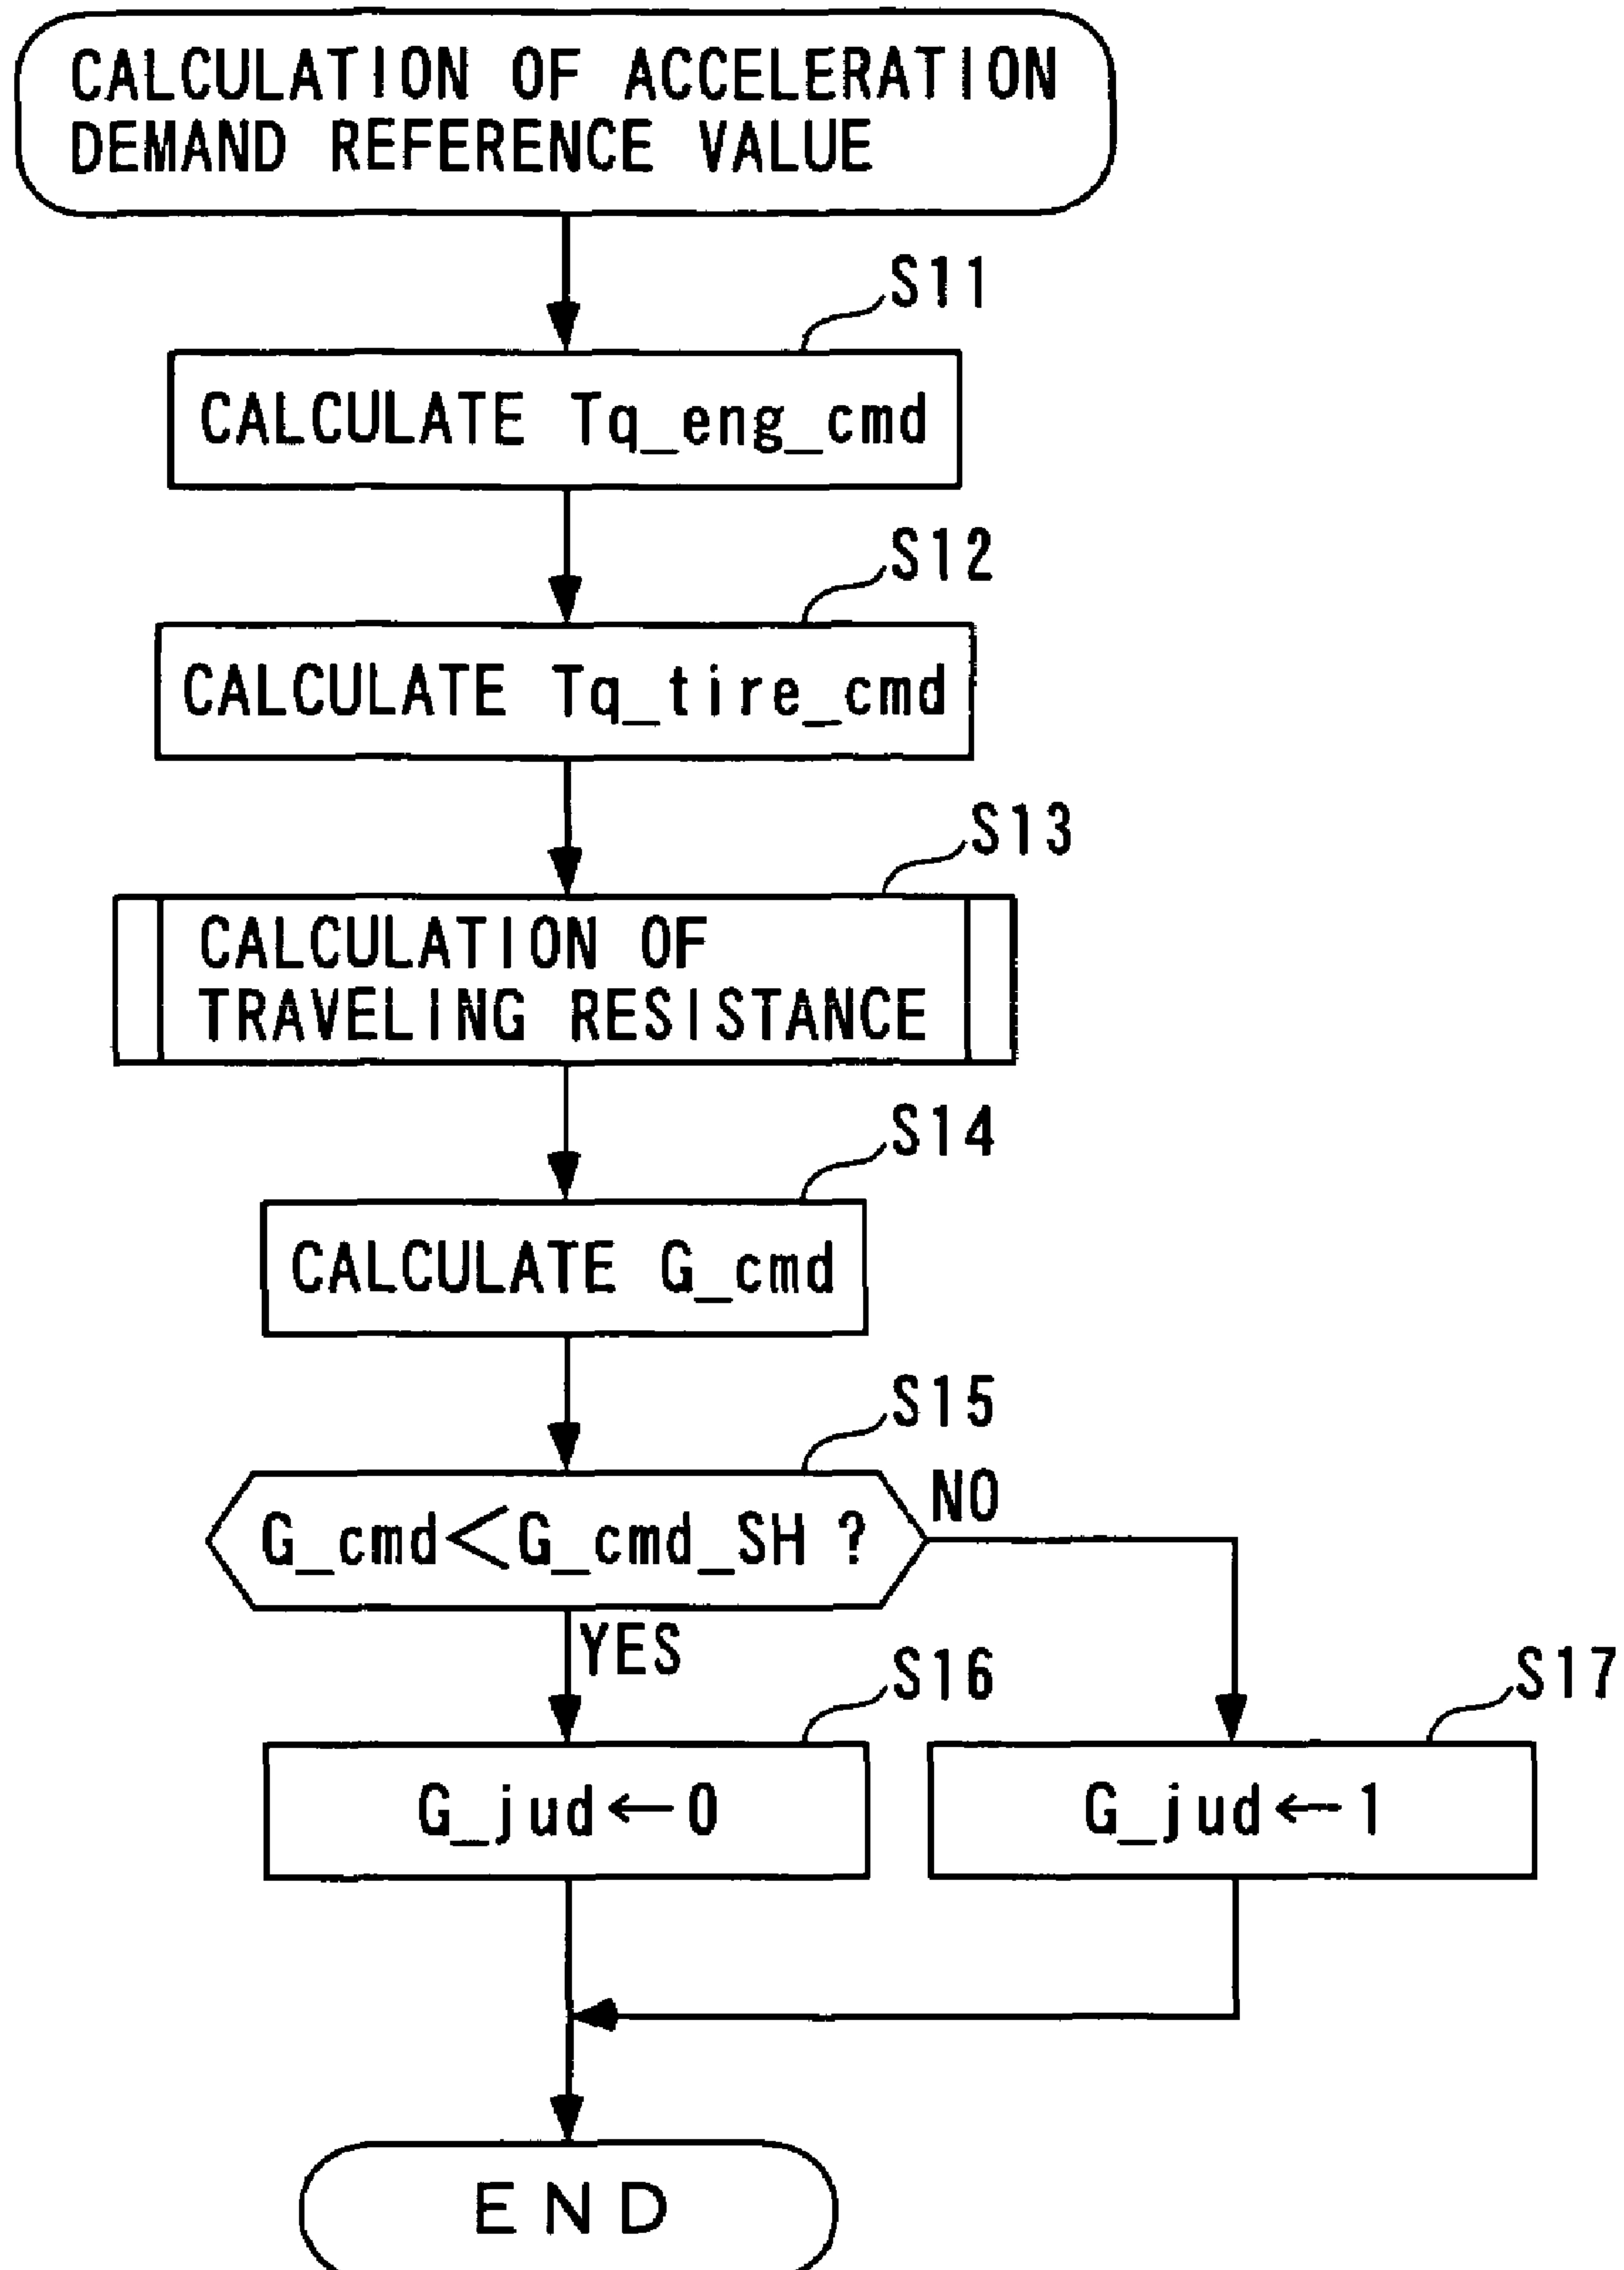 CALCULATION OF ACCELERATION
DEMAND REFERENCE VALUE
S11
CALCULATE Tq_eng_cmd
S12
CALCULATE Tq_tire_cmd
S13
CALCULATION OF
TRAVELING RESISTANCE
S14
CALCULATE G_cmd
S15
G_cmd<G_cmd_SH ?
NO
YES
S16
S17
G_jud←0
G_jud←1
END